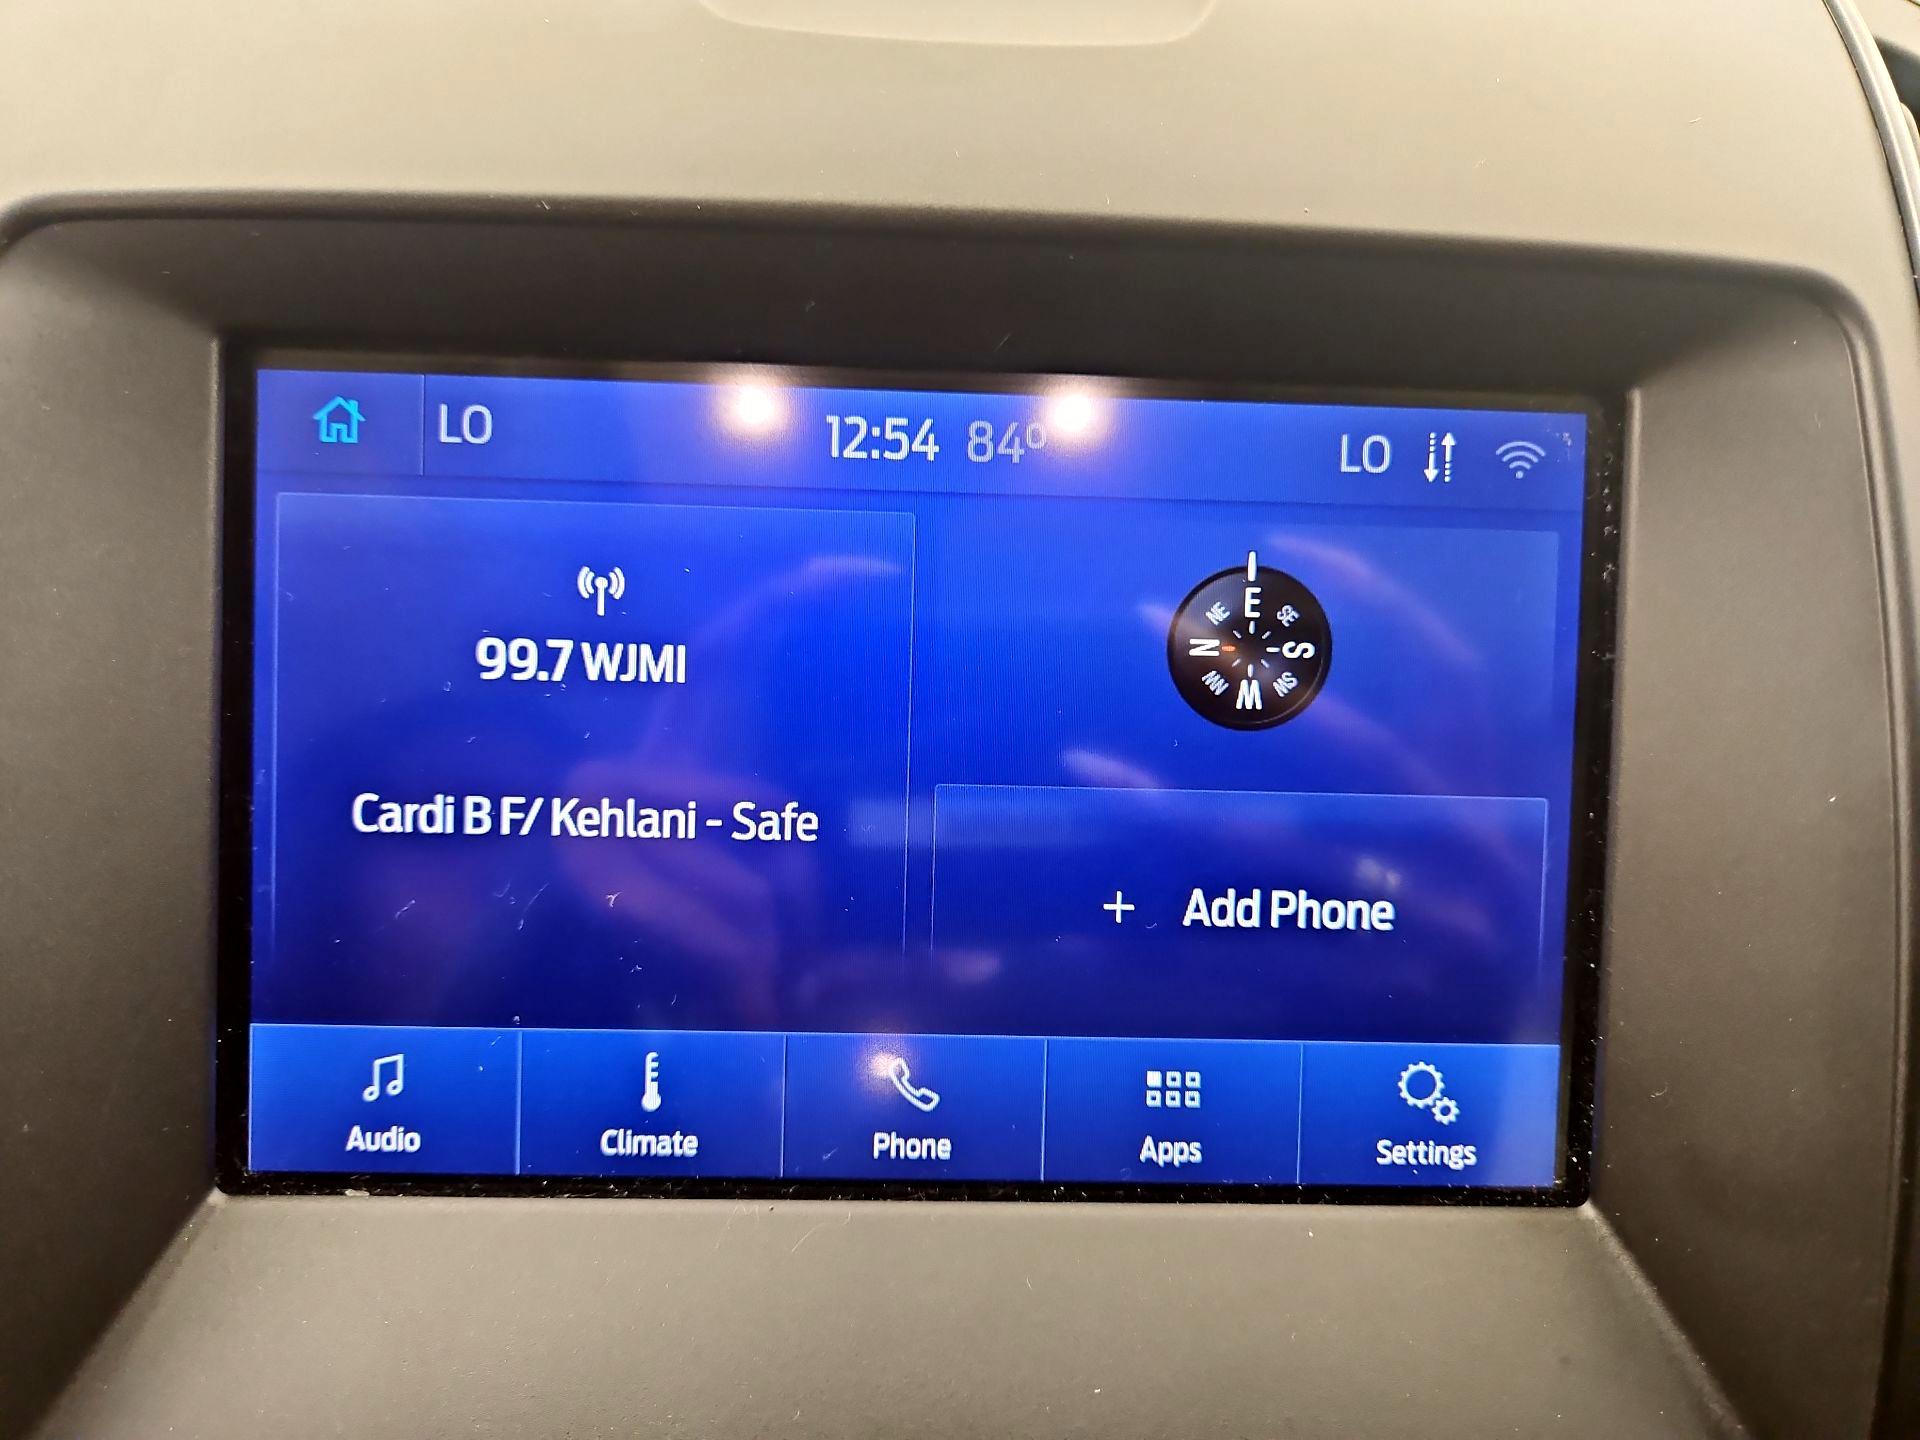 LO
12:54 84°
LO
99.7 WJMI
Cardi B F/ Kehlani - Safe
E
NE
SE
N
S
NW
SW
W
+ Add Phone
Audio
Climate
Phone
Apps
Settings